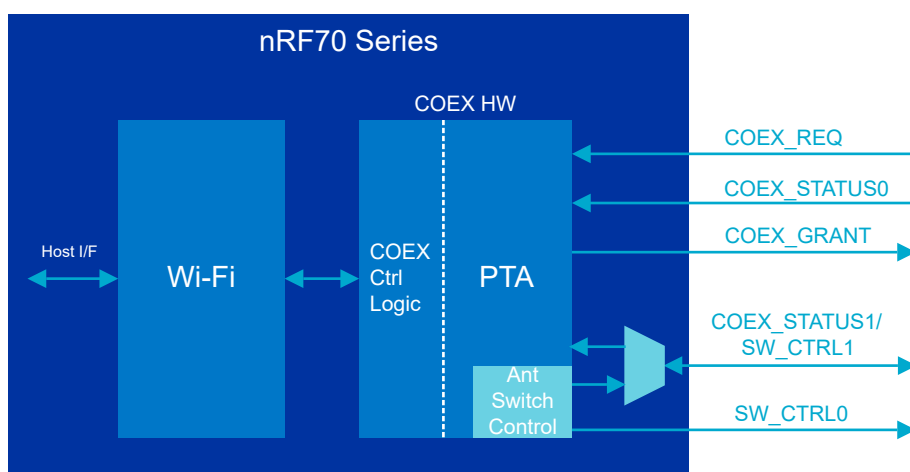 nRF70 Series
COEX HW
COEX_REQ
COEX_STATUS0
COEX_GRANT
Host I/F
Wi-Fi
COEX
Ctrl
Logic
PTA
COEX_STATUS1/
SW_CTRL1
Ant
Switch
Control
SW_CTRL0